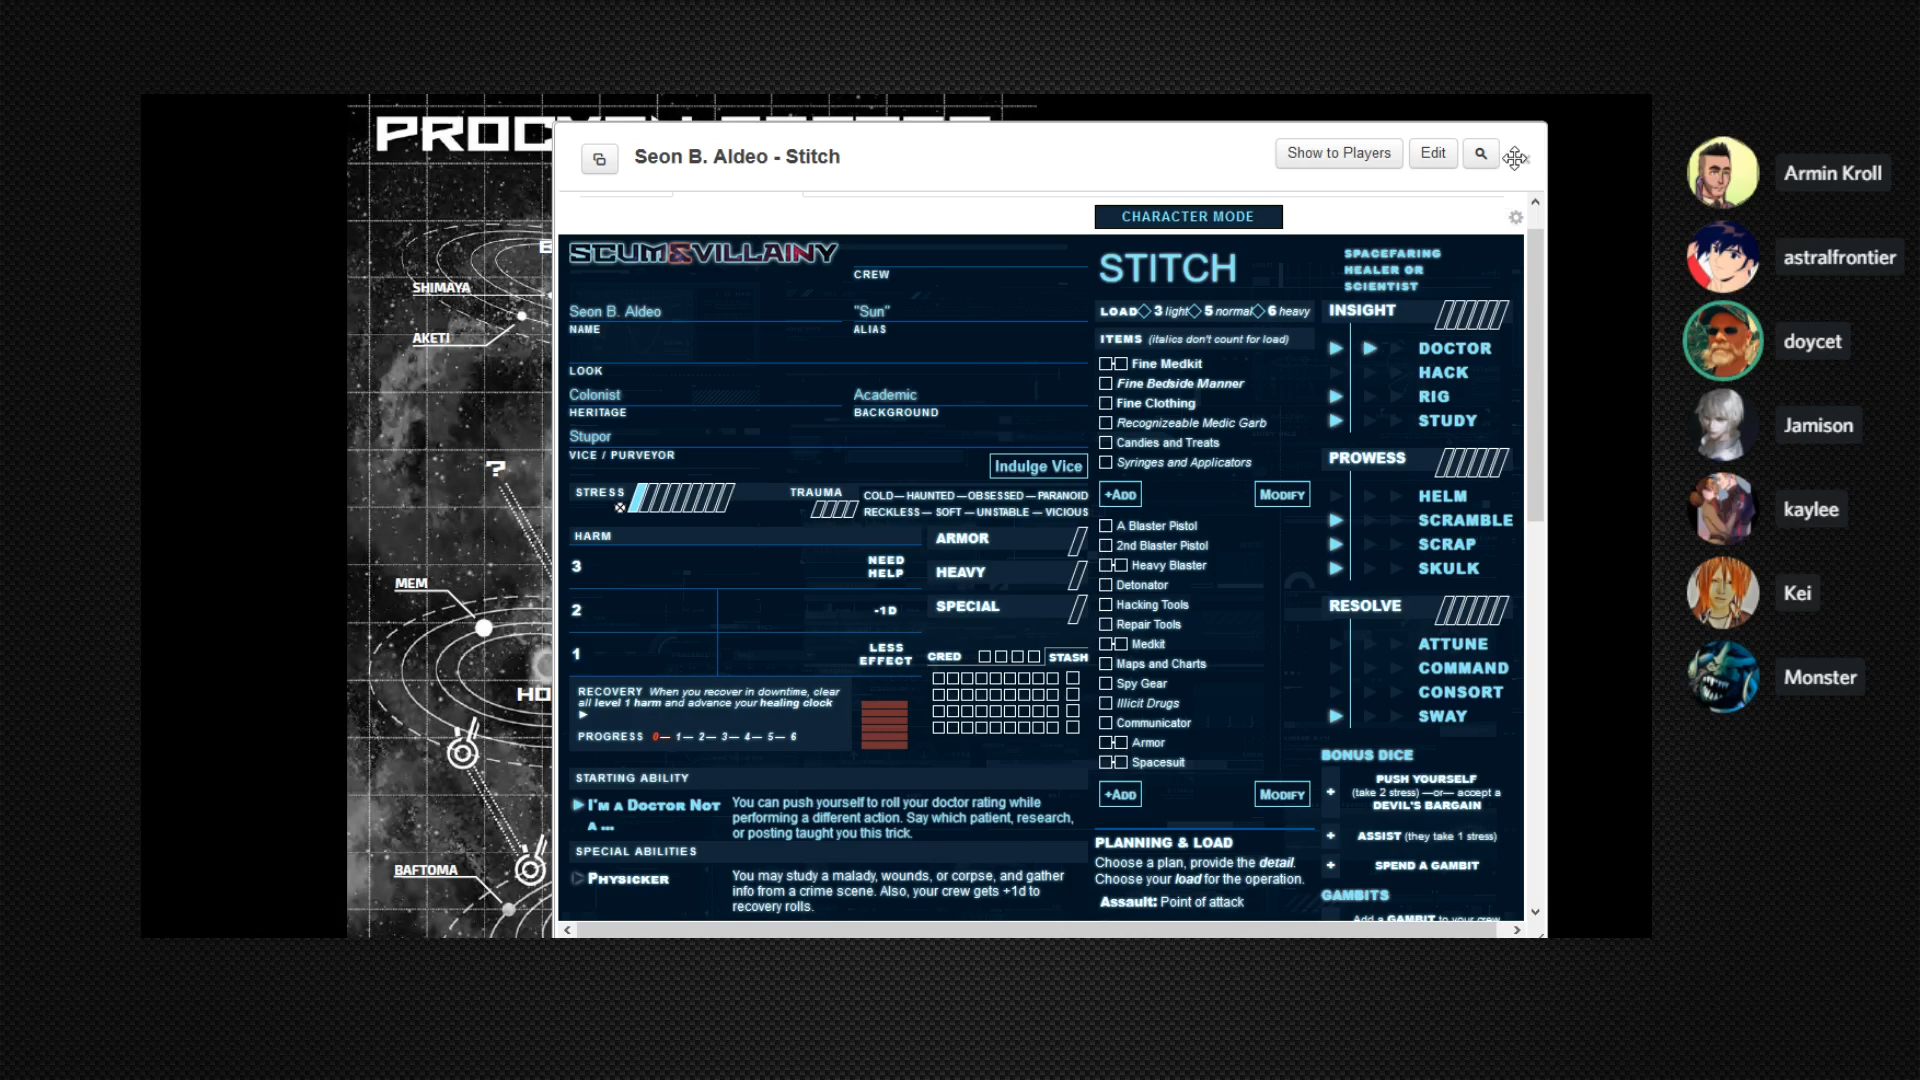 PROC
Seon B. Aldeo - Stitch
Show to Players
Edit
CHARACTER MODE
SCUM & VILLAINY
CREW
Seon B. Aldeo
"Sun"
NAME
ALIAS
LOOK
Colonist
Academic
HERITAGE
BACKGROUND
Stupor
VICE / PURVEYOR
Indulge Vice
STRESS
TRAUMA
COLD— HAUNTED —OBSESSED — PARANOID
RECKLESS — SOFT — UNSTABLE — VICIOUS
HARM
3
NEED
HELP
2
-1D
1
LESS
EFFECT
ARMOR
HEAVY
SPECIAL
CRED
STASH
RECOVERY When you recover in downtime, clear
all level 1 harm and advance your healing clock
PROGRESS 0— 1— 2— 3— 4— 5— 6
STARTING ABILITY
I'm a Doctor Not
a ...
You can push yourself to roll your doctor rating while
performing a different action. Say which patient, research,
or posting taught you this trick.
SPECIAL ABILITIES
Physicker
You may study a malady, wounds, or corpse, and gather
info from a crime scene. Also, your crew gets +1d to
recovery rolls.
STITCH
SPACEFARING
HEALER OR
SCIENTIST
LOAD 3 light 5 normal 6 heavy
ITEMS (italics don't count for load)
Fine Medkit
Fine Bedside Manner
Fine Clothing
Recognizeable Medic Garb
Candies and Treats
Syringes and Applicators
+Add
Modify
A Blaster Pistol
2nd Blaster Pistol
Heavy Blaster
Detonator
Hacking Tools
Repair Tools
Medkit
Maps and Charts
Spy Gear
Illicit Drugs
Communicator
Armor
Spacesuit
+Add
Modify
PLANNING & LOAD
Choose a plan, provide the detail.
Choose your load for the operation.
Assault: Point of attack
INSIGHT
DOCTOR
HACK
RIG
STUDY
PROWESS
HELM
SCRAMBLE
SCRAP
SKULK
RESOLVE
ATTUNE
COMMAND
CONSORT
SWAY
BONUS DICE
+ PUSH YOURSELF
(take 2 stress) —or— accept a
DEVIL'S BARGAIN
+ ASSIST (they take 1 stress)
+ SPEND A GAMBIT
GAMBITS
Add a GAMBIT to your crew
SHIMAYA
AKETI
?
MEM
HO
BAFTOMA
Armin Kroll
astralfrontier
doycet
Jamison
kaylee
Kei
Monster